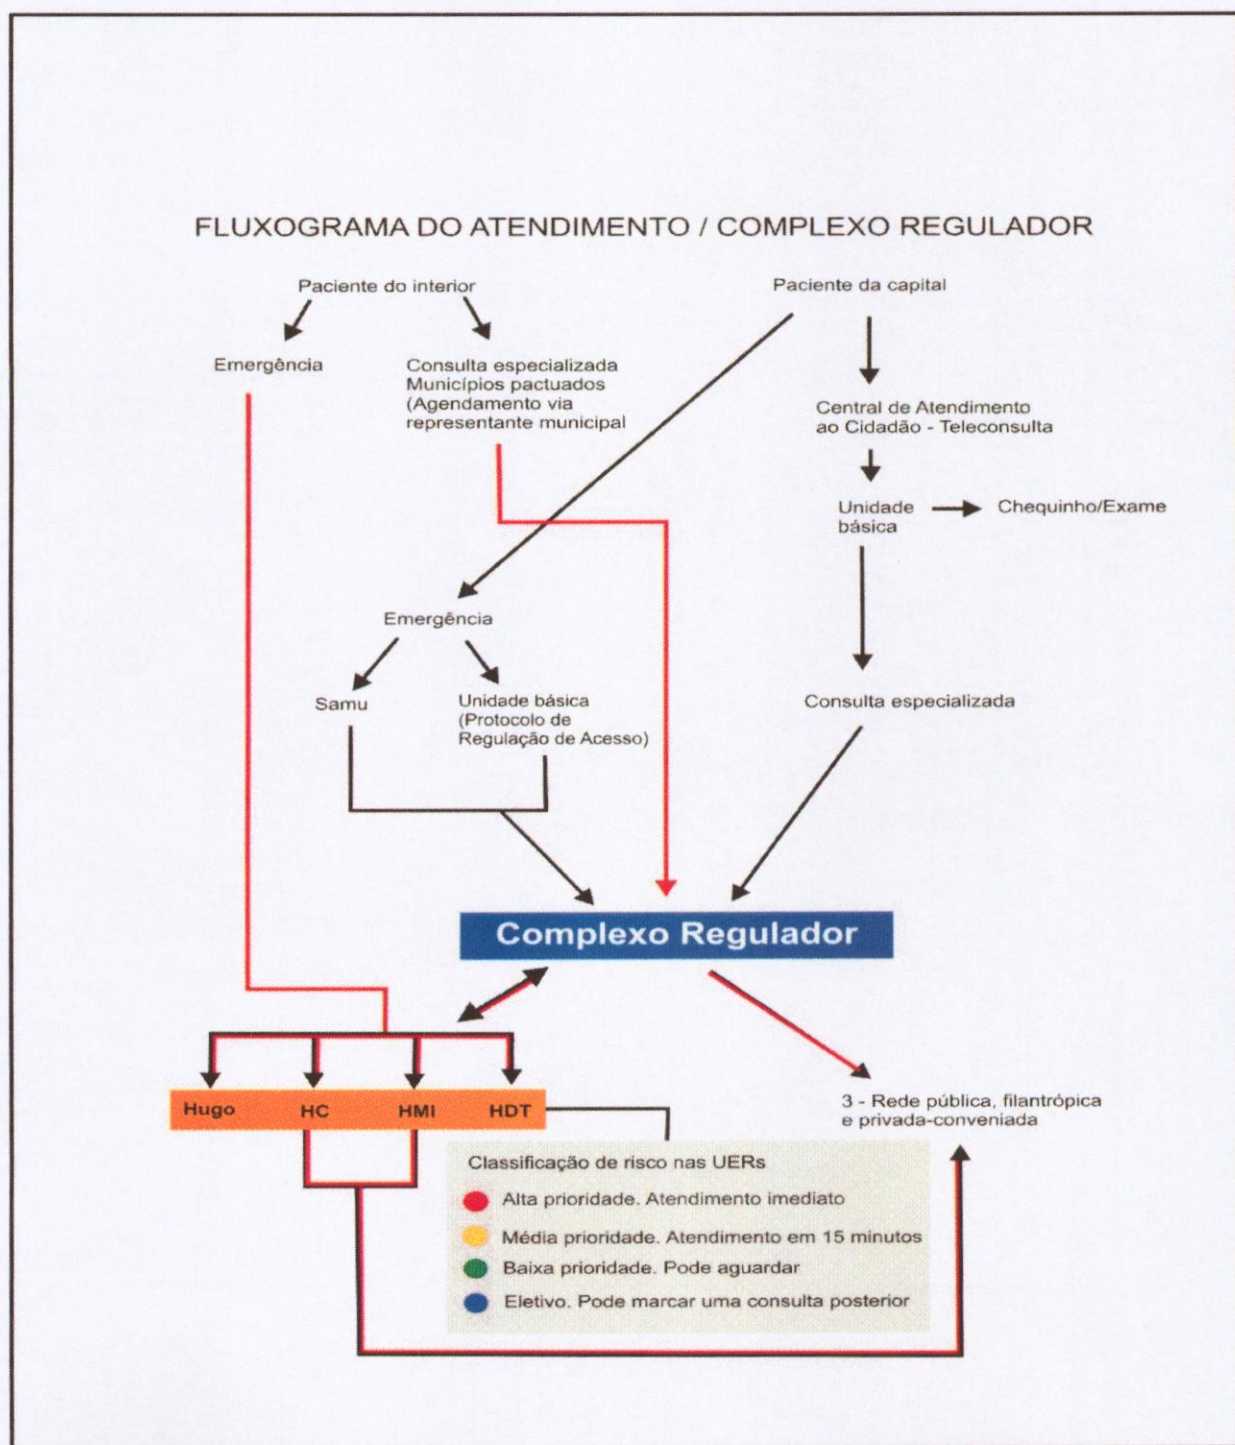 FLUXOGRAMA DO ATENDIMENTO / COMPLEXO REGULADOR
Paciente do interior
Paciente da capital
Emergência
Consulta especializada
Municípios pactuados
(Agendamento via
representante municipal
Central de Atendimento
ao Cidadão - Teleconsulta
Unidade
básica
Chequinho/Exame
Emergência
Samu
Unidade básica
(Protocolo de
Regulação de Acesso)
Consulta especializada
Complexo Regulador
Hugo HC HMI HDT
3 - Rede pública, filantrópica
e privada-conveniada
Classificação de risco nas UERs
Alta prioridade. Atendimento imediato
Média prioridade. Atendimento em 15 minutos
Baixa prioridade. Pode aguardar
Eletivo. Pode marcar uma consulta posterior